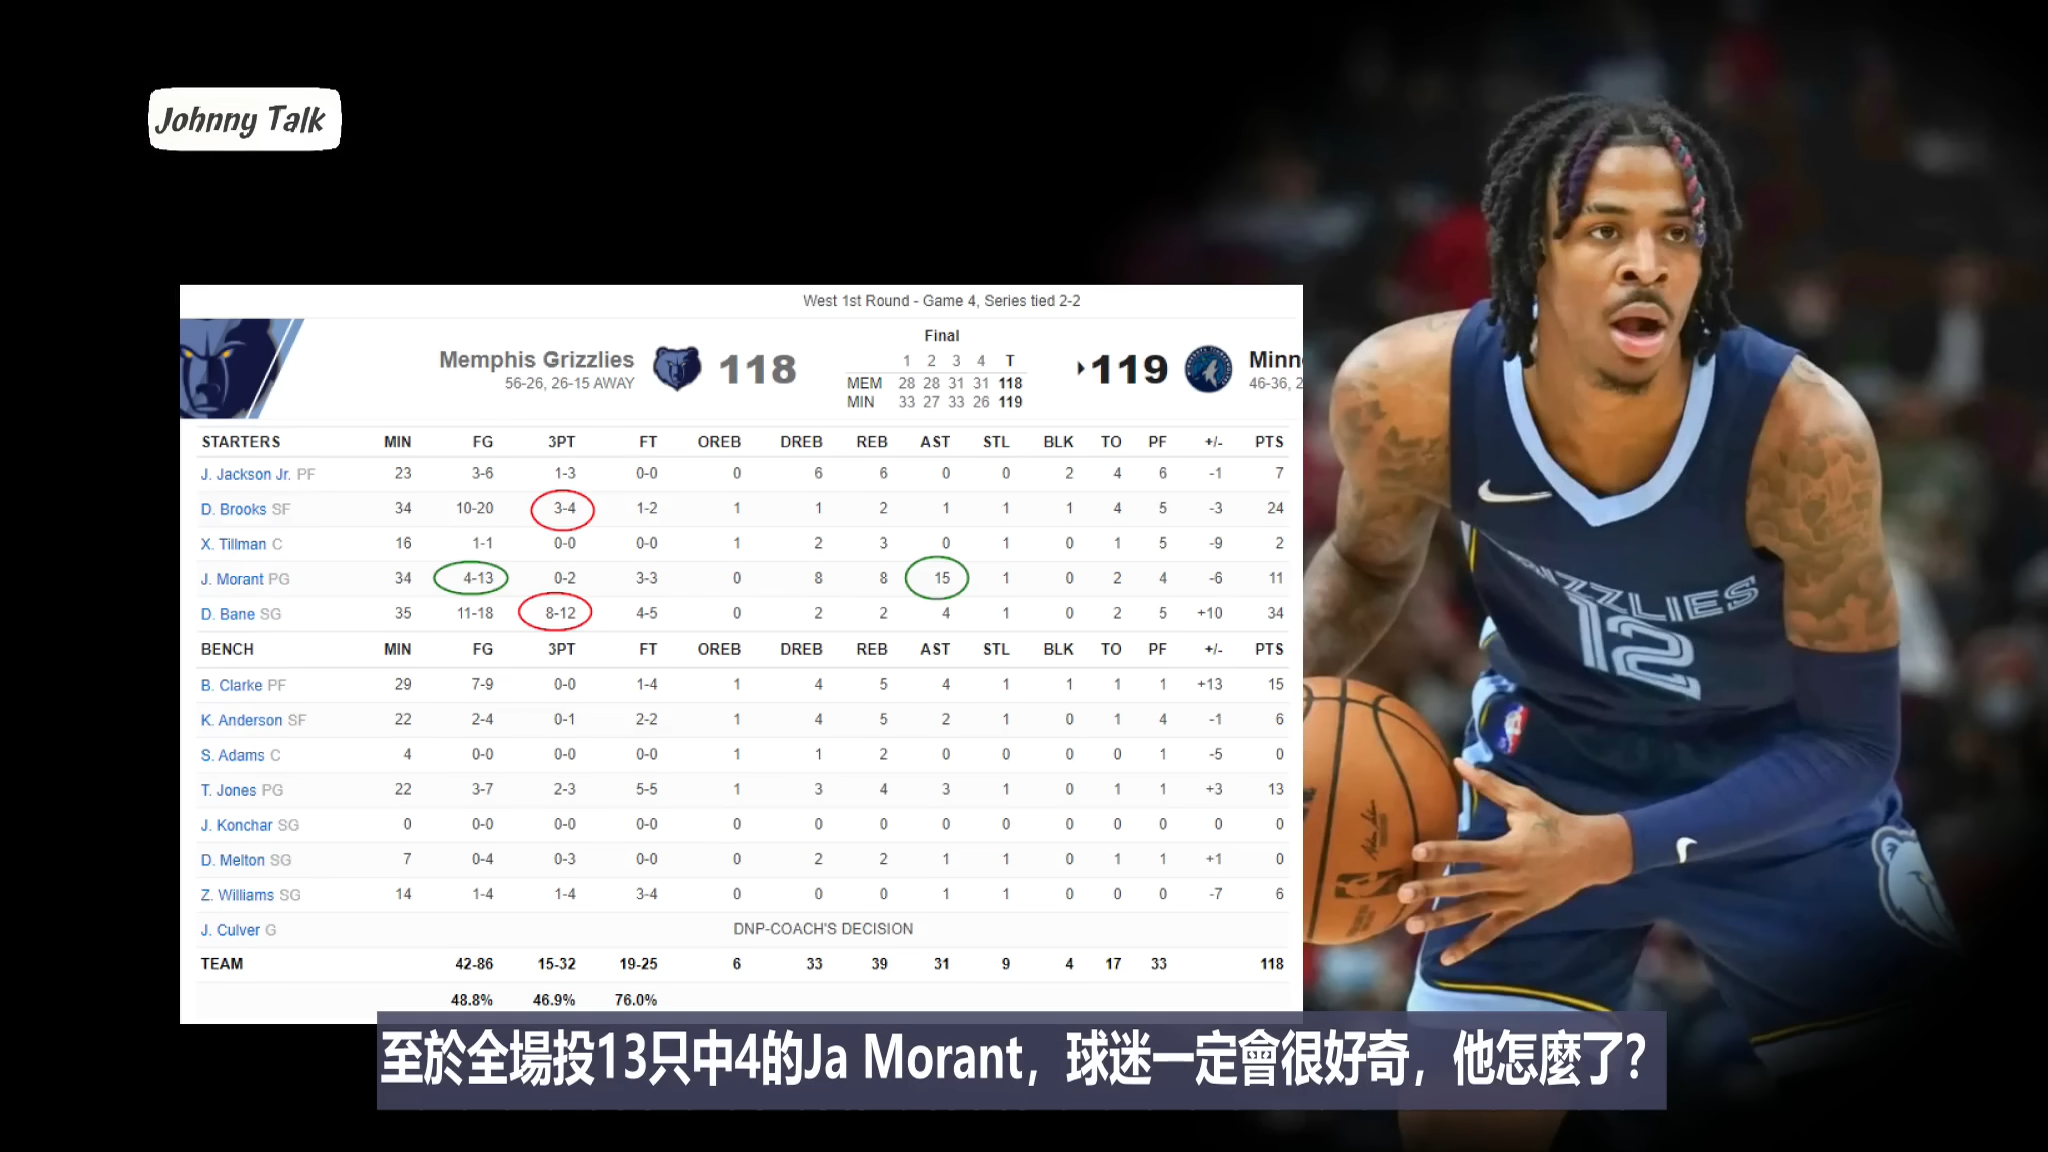 Johnny Talk
West 1st Round - Game 4, Series tied 2-2
Final
Memphis Grizzlies
56-26, 26-15 AWAY
118
1 2 3 4 T
MEM 28 28 31 31 118
MIN 33 27 33 26 119
119
Minn
46-36, 2
STARTERS MIN FG 3PT FT OREB DREB REB AST STL BLK TO PF +/- PTS
J. Jackson Jr. PF 23 3-6 1-3 0-0 0 6 6 0 0 2 4 6 -1 7
D. Brooks SF 34 10-20 3-4 1-2 1 1 2 1 1 1 4 5 -3 24
X. Tillman C 16 1-1 0-0 0-0 1 2 3 0 1 0 1 5 -9 2
J. Morant PG 34 4-13 0-2 3-3 0 8 8 15 1 0 2 4 -6 11
D. Bane SG 35 11-18 8-12 4-5 0 2 2 4 1 0 2 5 +10 34
BENCH MIN FG 3PT FT OREB DREB REB AST STL BLK TO PF +/- PTS
B. Clarke PF 29 7-9 0-0 1-4 1 4 5 4 1 1 1 1 +13 15
K. Anderson SF 22 2-4 0-1 2-2 1 4 5 2 1 0 1 4 -1 6
S. Adams C 4 0-0 0-0 0-0 1 1 2 0 0 0 0 1 -5 0
T. Jones PG 22 3-7 2-3 5-5 1 3 4 3 1 0 1 1 +3 13
J. Konchar SG 0 0-0 0-0 0-0 0 0 0 0 0 0 0 0 0 0
D. Melton SG 7 0-4 0-3 0-0 0 2 2 1 1 0 1 1 +1 0
Z. Williams SG 14 1-4 1-4 3-4 0 0 0 1 1 0 0 0 -7 6
J. Culver G DNP-COACH'S DECISION
TEAM 42-86 15-32 19-25 6 33 39 31 9 4 17 33 118
48.8% 46.9% 76.0%
GRIZZLIES
12
至於全場投13只中4的Ja Morant，球迷一定會很好奇，他怎麼了？